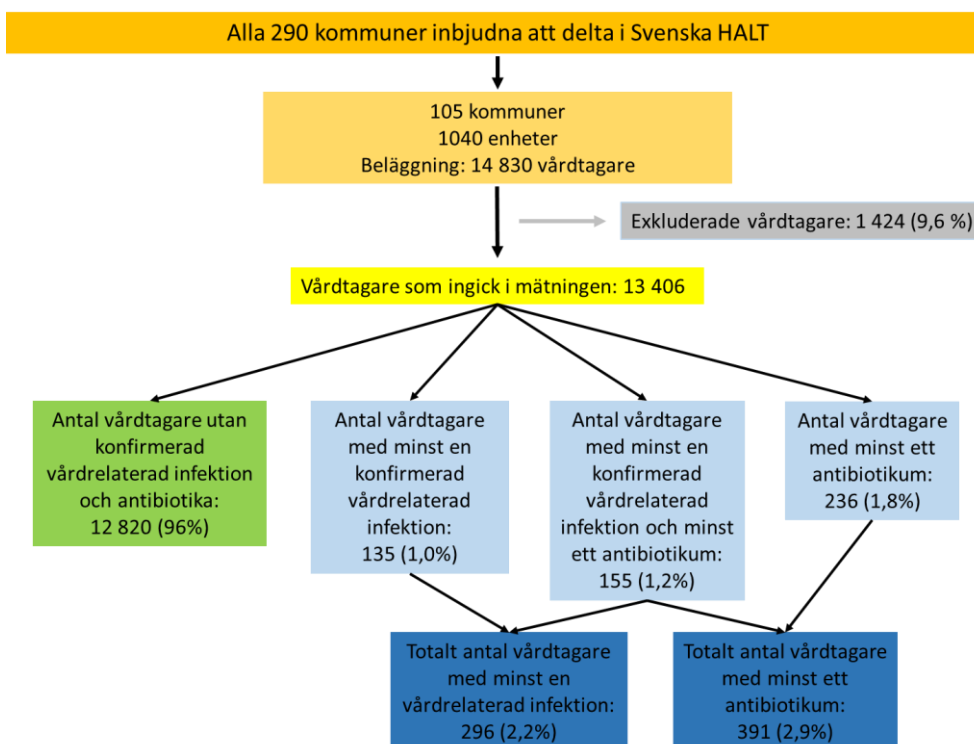 Alla 290 kommuner inbjudna att delta i Svenska HALT
105 kommuner
1040 enheter
Beläggning: 14 830 vårdtagare
Exkluderade vårdtagare: 1 424 (9,6 %)
Vårdtagare som ingick i mätningen: 13 406
Antal vårdtagare utan
konfirmerad
vårdrelaterad infektion
och antibiotika:
12 820 (96%)
Antal vårdtagare
med minst en
konfirmerad
vårdrelaterad
infektion:
135 (1,0%)
Antal vårdtagare
med minst en
konfirmerad
vårdrelaterad
infektion och minst
ett antibiotikum:
155 (1,2%)
Antal vårdtagare
med minst ett
antibiotikum:
236 (1,8%)
Totalt antal vårdtagare
med minst en
vårdrelaterad infektion:
296 (2,2%)
Totalt antal vårdtagare
med minst ett
antibiotikum:
391 (2,9%)